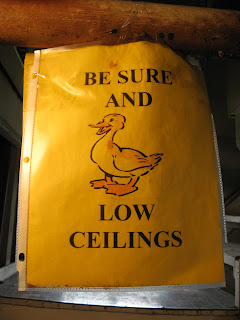 BE SURE
AND
LOW
CEILINGS